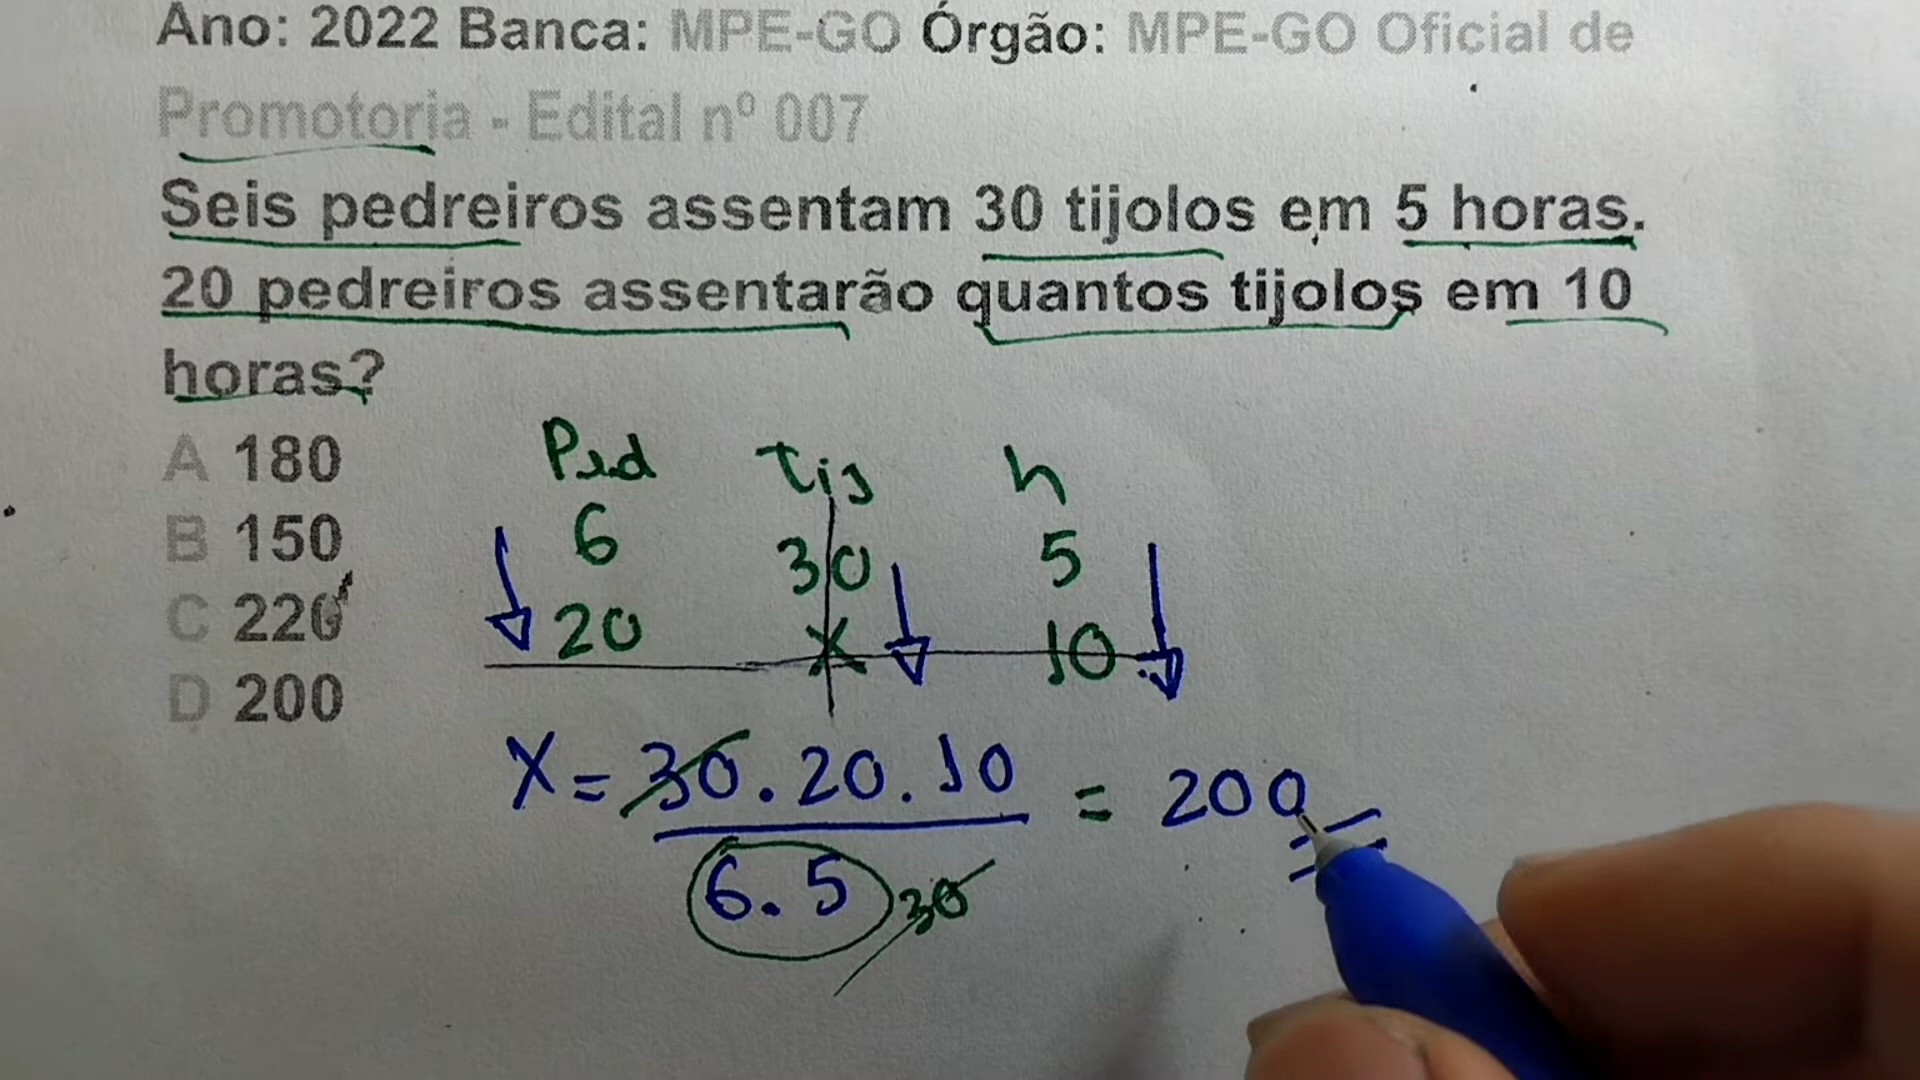 Ano: 2022 Banca: MPE-GO Órgão: MPE-GO Oficial de
Promotoria - Edital nº 007
Seis pedreiros assentam 30 tijolos em 5 horas.
20 pedreiros assentarão quantos tijolos em 10
horas?
A 180
B 150
C 220
D 200
Ped tij h
6 30 5
20 x 10
X = 30.20.10 = 200
6.5 30